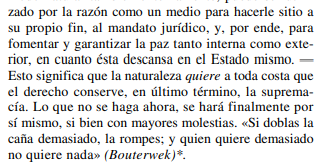 zado por la razón como un medio para hacerle sitio a
su propio fin, al mandato jurídico, y, por ende, para
fomentar y garantizar la paz tanto interna como exte-
rior, en cuanto ésta descansa en el Estado mismo. —
Esto significa que la naturaleza quiere a toda costa que
el derecho conserve, en último término, la suprema-
cía. Lo que no se haga ahora, se hará finalmente por
sí mismo, si bien con mayores molestias. «Si doblas la
caña demasiado, la rompes; y quien quiere demasiado
no quiere nada» (Bouterwek)*.